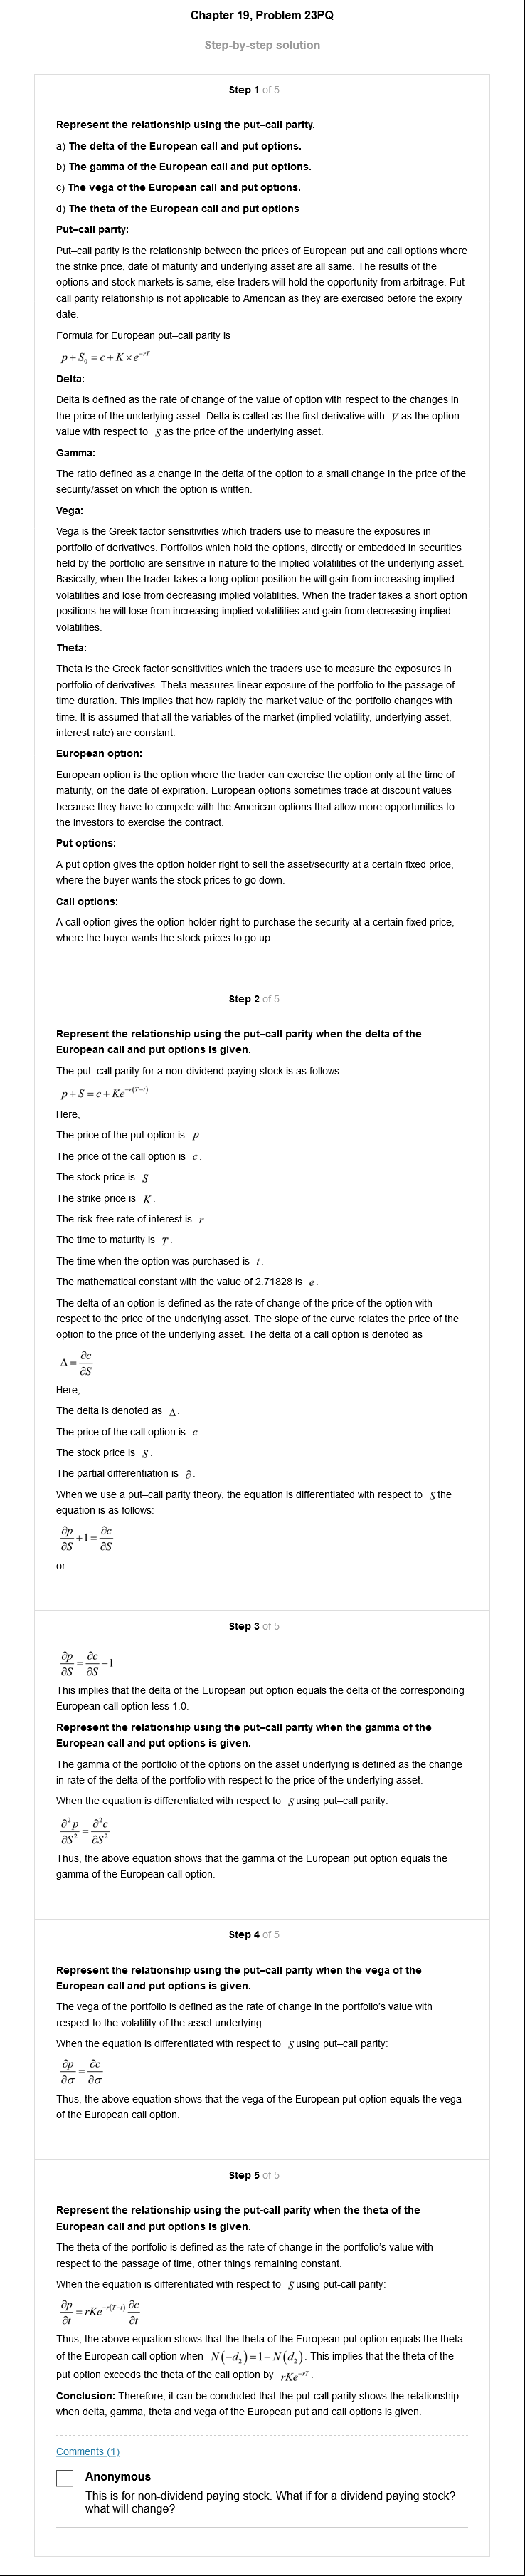 Chapter 19, Problem 23PQ
Step-by-step solution
Step 1 of 5
Represent the relationship using the put–call parity.
a) The delta of the European call and put options.
b) The gamma of the European call and put options.
c) The vega of the European call and put options.
d) The theta of the European call and put options
Put–call parity:
Put–call parity is the relationship between the prices of European put and call options where
the strike price, date of maturity and underlying asset are all same. The results of the
options and stock markets is same, else traders will hold the opportunity from arbitrage. Put-
call parity relationship is not applicable to American as they are exercised before the expiry
date.
Formula for European put–call parity is
p + S₀ = c + K × e^{-rT}
Delta:
Delta is defined as the rate of change of the value of option with respect to the changes in
the price of the underlying asset. Delta is called as the first derivative with V as the option
value with respect to S as the price of the underlying asset.
Gamma:
The ratio defined as a change in the delta of the option to a small change in the price of the
security/asset on which the option is written.
Vega:
Vega is the Greek factor sensitivities which traders use to measure the exposures in
portfolio of derivatives. Portfolios which hold the options, directly or embedded in securities
held by the portfolio are sensitive in nature to the implied volatilities of the underlying asset.
Basically, when the trader takes a long option position he will gain from increasing implied
volatilities and lose from decreasing implied volatilities. When the trader takes a short option
positions he will lose from increasing implied volatilities and gain from decreasing implied
volatilities.
Theta:
Theta is the Greek factor sensitivities which the traders use to measure the exposures in
portfolio of derivatives. Theta measures linear exposure of the portfolio to the passage of
time duration. This implies that how rapidly the market value of the portfolio changes with
time. It is assumed that all the variables of the market (implied volatility, underlying asset,
interest rate) are constant.
European option:
European option is the option where the trader can exercise the option only at the time of
maturity, on the date of expiration. European options sometimes trade at discount values
because they have to compete with the American options that allow more opportunities to
the investors to exercise the contract.
Put options:
A put option gives the option holder right to sell the asset/security at a certain fixed price,
where the buyer wants the stock prices to go down.
Call options:
A call option gives the option holder right to purchase the security at a certain fixed price,
where the buyer wants the stock prices to go up.
Step 2 of 5
Represent the relationship using the put–call parity when the delta of the
European call and put options is given.
The put–call parity for a non-dividend paying stock is as follows:
p + S = c + Ke^{-r(T-t)}
Here,
The price of the put option is p.
The price of the call option is c.
The stock price is S.
The strike price is K.
The risk-free rate of interest is r.
The time to maturity is T.
The time when the option was purchased is t.
The mathematical constant with the value of 2.71828 is e.
The delta of an option is defined as the rate of change of the price of the option with
respect to the price of the underlying asset. The slope of the curve relates the price of the
option to the price of the underlying asset. The delta of a call option is denoted as
Δ = ∂c/∂S
Here,
The delta is denoted as Δ.
The price of the call option is c.
The stock price is S.
The partial differentiation is ∂.
When we use a put–call parity theory, the equation is differentiated with respect to S the
equation is as follows:
∂p/∂S + 1 = ∂c/∂S
or
Step 3 of 5
∂p/∂S = ∂c/∂S − 1
This implies that the delta of the European put option equals the delta of the corresponding
European call option less 1.0.
Represent the relationship using the put–call parity when the gamma of the
European call and put options is given.
The gamma of the portfolio of the options on the asset underlying is defined as the change
in rate of the delta of the portfolio with respect to the price of the underlying asset.
When the equation is differentiated with respect to S using put–call parity:
∂²p/∂S² = ∂²c/∂S²
Thus, the above equation shows that the gamma of the European put option equals the
gamma of the European call option.
Step 4 of 5
Represent the relationship using the put–call parity when the vega of the
European call and put options is given.
The vega of the portfolio is defined as the rate of change in the portfolio's value with
respect to the volatility of the asset underlying.
When the equation is differentiated with respect to S using put–call parity:
∂p/∂σ = ∂c/∂σ
Thus, the above equation shows that the vega of the European put option equals the vega
of the European call option.
Step 5 of 5
Represent the relationship using the put-call parity when the theta of the
European call and put options is given.
The theta of the portfolio is defined as the rate of change in the portfolio's value with
respect to the passage of time, other things remaining constant.
When the equation is differentiated with respect to S using put-call parity:
∂p/∂t = rKe^{-r(T-t)} ∂c/∂t
Thus, the above equation shows that the theta of the European put option equals the theta
of the European call option when N(−d₂) = 1 − N(d₂). This implies that the theta of the
put option exceeds the theta of the call option by rKe^{-rT}.
Conclusion: Therefore, it can be concluded that the put-call parity shows the relationship
when delta, gamma, theta and vega of the European put and call options is given.
Comments (1)
Anonymous
This is for non-dividend paying stock. What if for a dividend paying stock?
what will change?